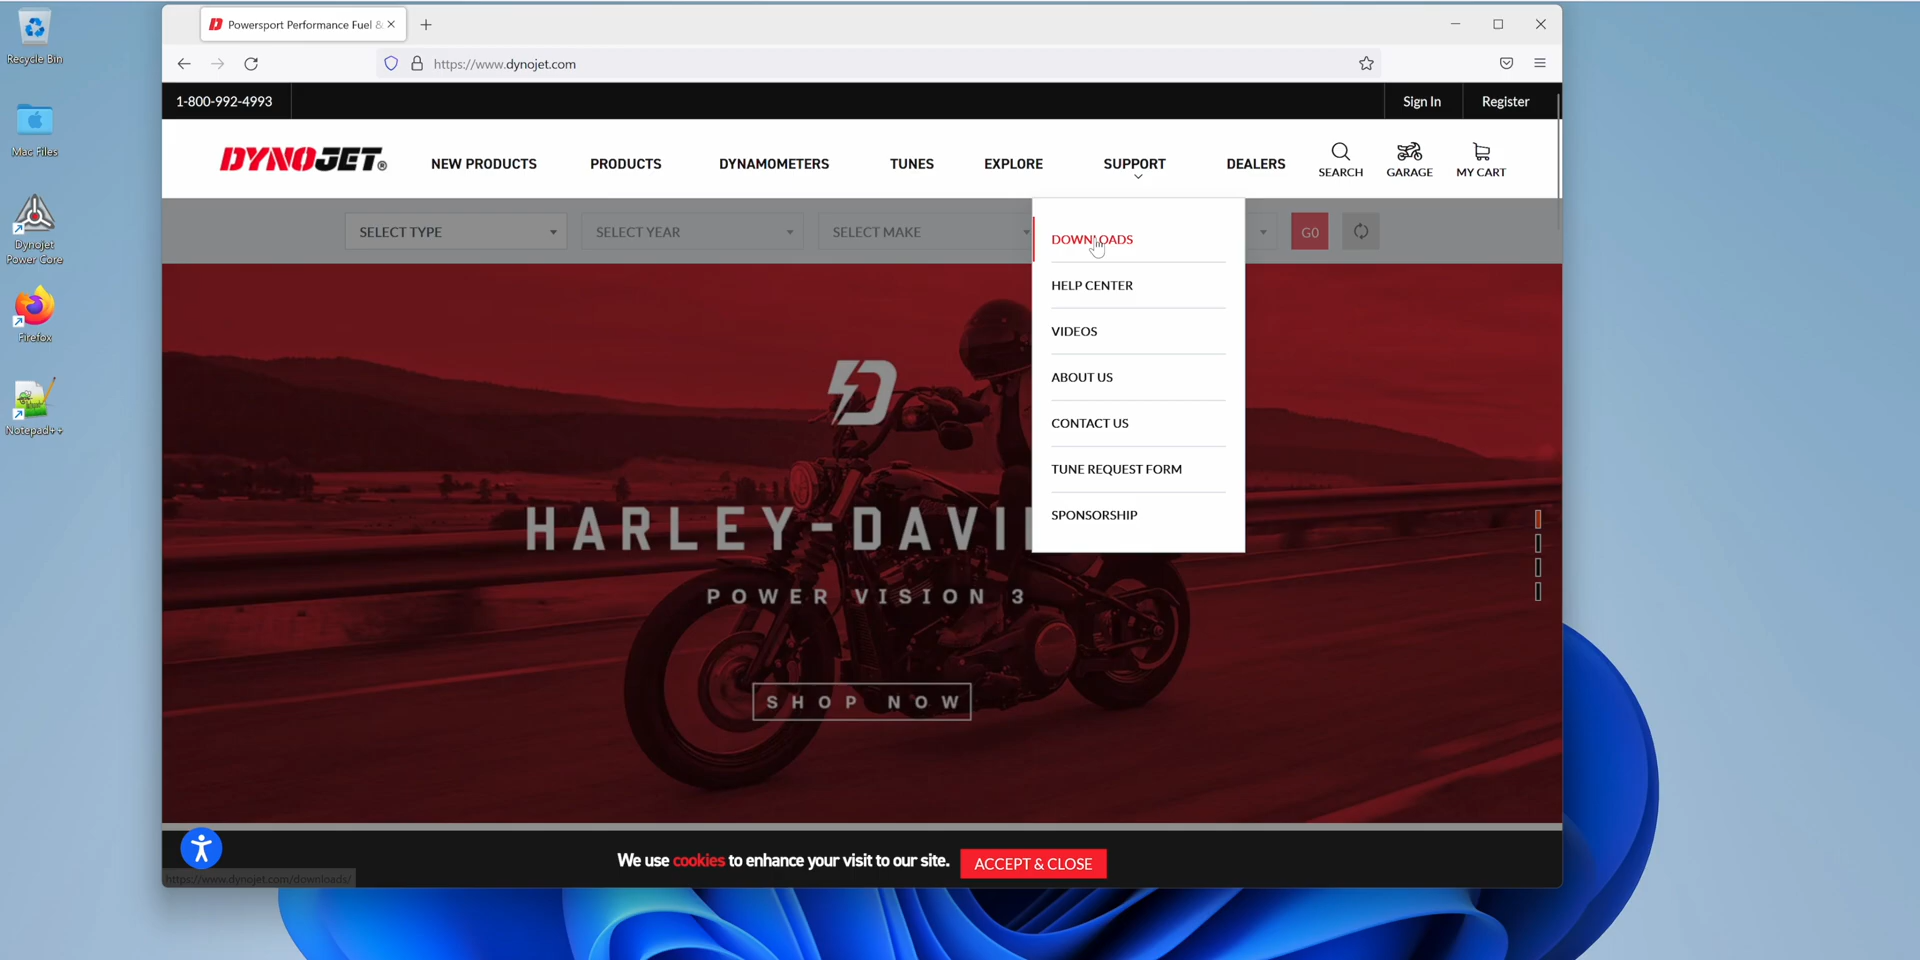 Recycle Bin
Mac Files
Dynojet
Power Core
Firefox
Notepad++
Powersport Performance Fuel &
https://www.dynojet.com
1-800-992-4993
Sign In
Register
DYNOJET®
NEW PRODUCTS
PRODUCTS
DYNAMOMETERS
TUNES
EXPLORE
SUPPORT
DEALERS
SEARCH
GARAGE
MY CART
SELECT TYPE
SELECT YEAR
SELECT MAKE
GO
DOWNLOADS
HELP CENTER
VIDEOS
ABOUT US
CONTACT US
TUNE REQUEST FORM
SPONSORSHIP
HARLEY-DAVI
POWER VISION 3
SHOP NOW
We use cookies to enhance your visit to our site.
ACCEPT & CLOSE
https://www.dynojet.com/downloads/